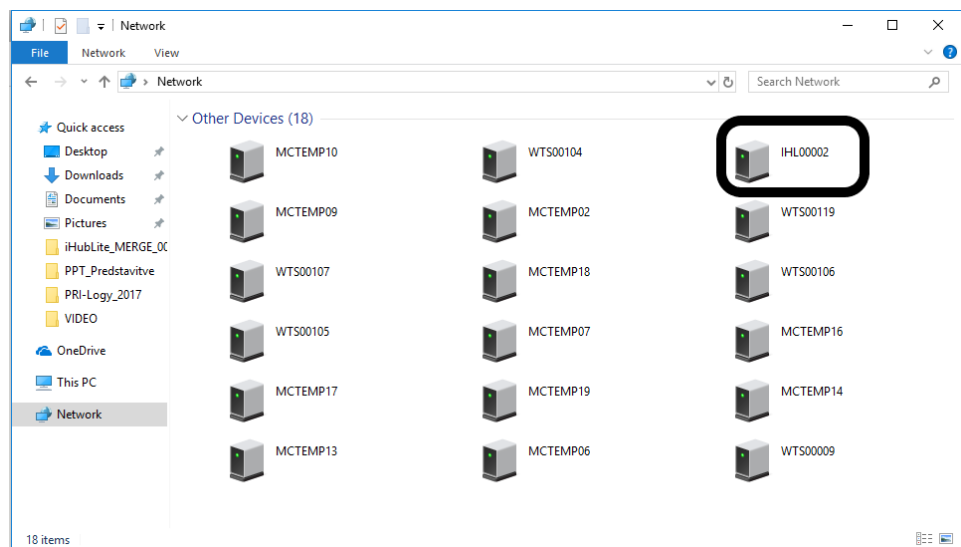 Network
File Network View
Network
Search Network
Quick access
Desktop
Downloads
Documents
Pictures
iHubLite_MERGE_00
PPT_Predstavitve
PRI-Logy_2017
VIDEO
OneDrive
This PC
Network
Other Devices (18)
MCTEMP10 WTS00104 IHL00002
MCTEMP09 MCTEMP02 WTS00119
WTS00107 MCTEMP18 WTS00106
WTS00105 MCTEMP07 MCTEMP16
MCTEMP17 MCTEMP19 MCTEMP14
MCTEMP13 MCTEMP06 WTS00009
18 items